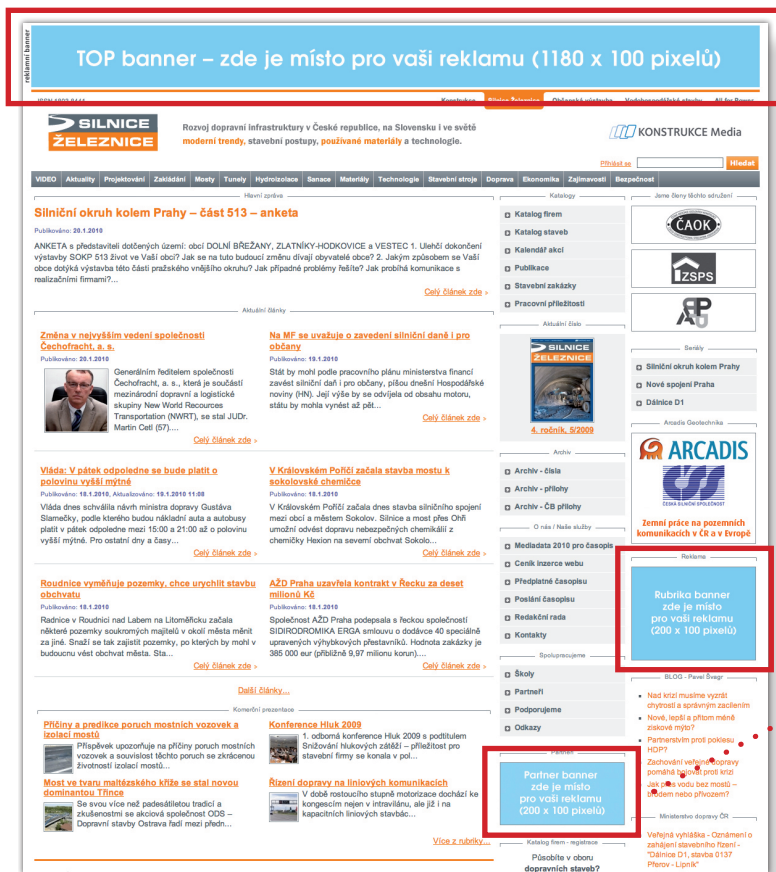 reklamní banner
TOP banner – zde je místo pro vaši reklamu (1180 x 100 pixelů)
SILNICE
ŽELEZNICE
Rozvoj dopravní infrastruktury v České republice, na Slovensku i ve světě
moderní trendy, stavební postupy, používané materiály a technologie.
KONSTRUKCE Media
Přihlásit se
Hledat
VIDEO Aktuality Projektování Zakládání Mosty Tunely Hydroizolace Sanace Materiály Technologie Stavební stroje Doprava Ekonomika Zajímavosti Bezpečnost
Hlavní zpráva
Silniční okruh kolem Prahy – část 513 – anketa
Publikováno: 20.1.2010
ANKETA s představiteli dotčených území: obcí DOLNÍ BŘEŽANY, ZLATNÍKY-HODKOVICE a VESTEC 1. Ulehčí dokončení
výstavby SOKP 513 život ve Vaší obci? Jak se na tuto budoucí změnu dívají obyvatelé obce? 2. Jakým způsobem se Vaší
obce dotýká výstavba této části pražského vnějšího okruhu? Jak případné problémy řešíte? Jak probíhá komunikace s
realizačními firmami?...
Celý článek zde »
Aktuální články
Změna v nejvyšším vedení společnosti
Čechofracht, a. s.
Publikováno: 20.1.2010
Generálním ředitelem společnosti
Čechofracht, a. s., která je součástí
mezinárodní dopravní a logistické
skupiny New World Recources
Transportation (NWRT), se stal JUDr.
Martin Cetl (57)....
Celý článek zde »
Na MF se uvažuje o zavedení silniční daně i pro
občany
Publikováno: 19.1.2010
Stát by mohl podle pracovního plánu ministerstva financí
zavést silniční daň i pro občany, píšou dnešní Hospodářské
noviny (HN). Její výše by se odvíjela od obsahu motoru,
státu by mohla vynést až pět...
Celý článek zde »
Vláda: V pátek odpoledne se bude platit o
polovinu vyšší mýtné
Publikováno: 18.1.2010, Aktualizováno: 19.1.2010 11:08
Vláda dnes schválila návrh ministra dopravy Gustáva
Slamečky, podle kterého budou nákladní auta a autobusy
platit v pátek odpoledne mezi 15:00 a 21:00 až o polovinu
vyšší mýtné. Pro ostatní dny a časy...
Celý článek zde »
V Královském Poříčí začala stavba mostu k
sokolovské chemičce
Publikováno: 18.1.2010
V Královském Poříčí začala dnes stavba silničního spojení
mezi obcí a městem Sokolov. Silnice a most přes Ohři
umožní odvést dopravu nebezpečných chemikálií z
chemičky Hexion na severní obchvat Sokolo...
Celý článek zde »
Roudnice vyměňuje pozemky, chce urychlit stavbu
obchvatu
Publikováno: 18.1.2010
Radnice v Roudnici nad Labem na Litoměřicku začala
některé pozemky soukromých majitelů v okolí města měnit
za jiné. Snaží se tak zajistit pozemky, po kterých by mohl v
budoucnu vést obchvat města. Sta...
Celý článek zde »
AŽD Praha uzavřela kontrakt v Řecku za deset
milionů Kč
Publikováno: 18.1.2010
Společnost AŽD Praha podepsala s řeckou společností
SIDIRODROMIKA ERGA smlouvu o dodávce 40 speciálně
upravených výhybkových přestavníků. Hodnota zakázky je
385 000 eur (přibližně 9,97 milionu korun)....
Celý článek zde »
Další články...
Komerční prezentace
Příčiny a predikce poruch mostních vozovek a
izolací mostů
Příspěvek upozorňuje na příčiny poruch mostních
vozovek a souvislost těchto poruch se zkrácenou
životností izolací mostů...
Konference Hluk 2009
1. odborná konference Hluk 2009 s podtitulem
Snižování hlukových zátěží – příležitost pro
stavební firmy se konala v pol...
Most ve tvaru maltézského kříže se stal novou
dominantou Třince
Se svou více než padesátiletou tradicí a
zkušenostmi se akciová společnost ODS –
Dopravní stavby Ostrava řadí mezi předn...
Řízení dopravy na liniových komunikacích
V době rostoucího stupně motorizace dochází ke
kongescím nejen v intravilánu, ale již i na
kapacitních liniových stavbác...
Více z rubriky...
Katalogy
Katalog firem
Katalog staveb
Kalendář akcí
Publikace
Stavební zakázky
Pracovní příležitosti
Aktuální číslo
SILNICE
ŽELEZNICE
4. ročník, 5/2009
Archiv
Archiv - čísla
Archiv - přílohy
Archiv - ČB přílohy
O nás / Naše služby
Mediadata 2010 pro časopis
Ceník inzerce webu
Předplatné časopisu
Poslání časopisu
Redakční rada
Kontakty
Spolupracujeme
Školy
Partneři
Podporujeme
Odkazy
Partneři
Partner banner
zde je místo
pro vaši reklamu
(200 x 100 pixelů)
Katalog firem - registrace
Působíte v oboru
dopravních staveb?
Jsme členy těchto sdružení
ČAOK
ŽSPS
Seriály
Silniční okruh kolem Prahy
Nové spojení Praha
Dálnice D1
Arcadis Geotechnika
ARCADIS
ČESKÁ SILNIČNÍ SPOLEČNOST
Zemní práce na pozemních
komunikacích v ČR a v Evropě
Reklama
Rubrika banner
zde je místo
pro vaši reklamu
(200 x 100 pixelů)
BLOG - Pavel Švagr
Nad krizí musíme vyzrát
chytrostí a správným zacílením
Nové, lepší a přitom méně
ziskové mýto?
Partnerstvím proti poklesu
HDP?
Zachování veřejné dopravy
pomáhá bojovat proti krizi
Jak přes vodu bez mostů –
brodem nebo přívozem?
Ministerstvo dopravy ČR
Veřejná vyhláška - Oznámení o
zahájení stavebního řízení -
"Dálnice D1, stavba 0137
Přerov - Lipník"